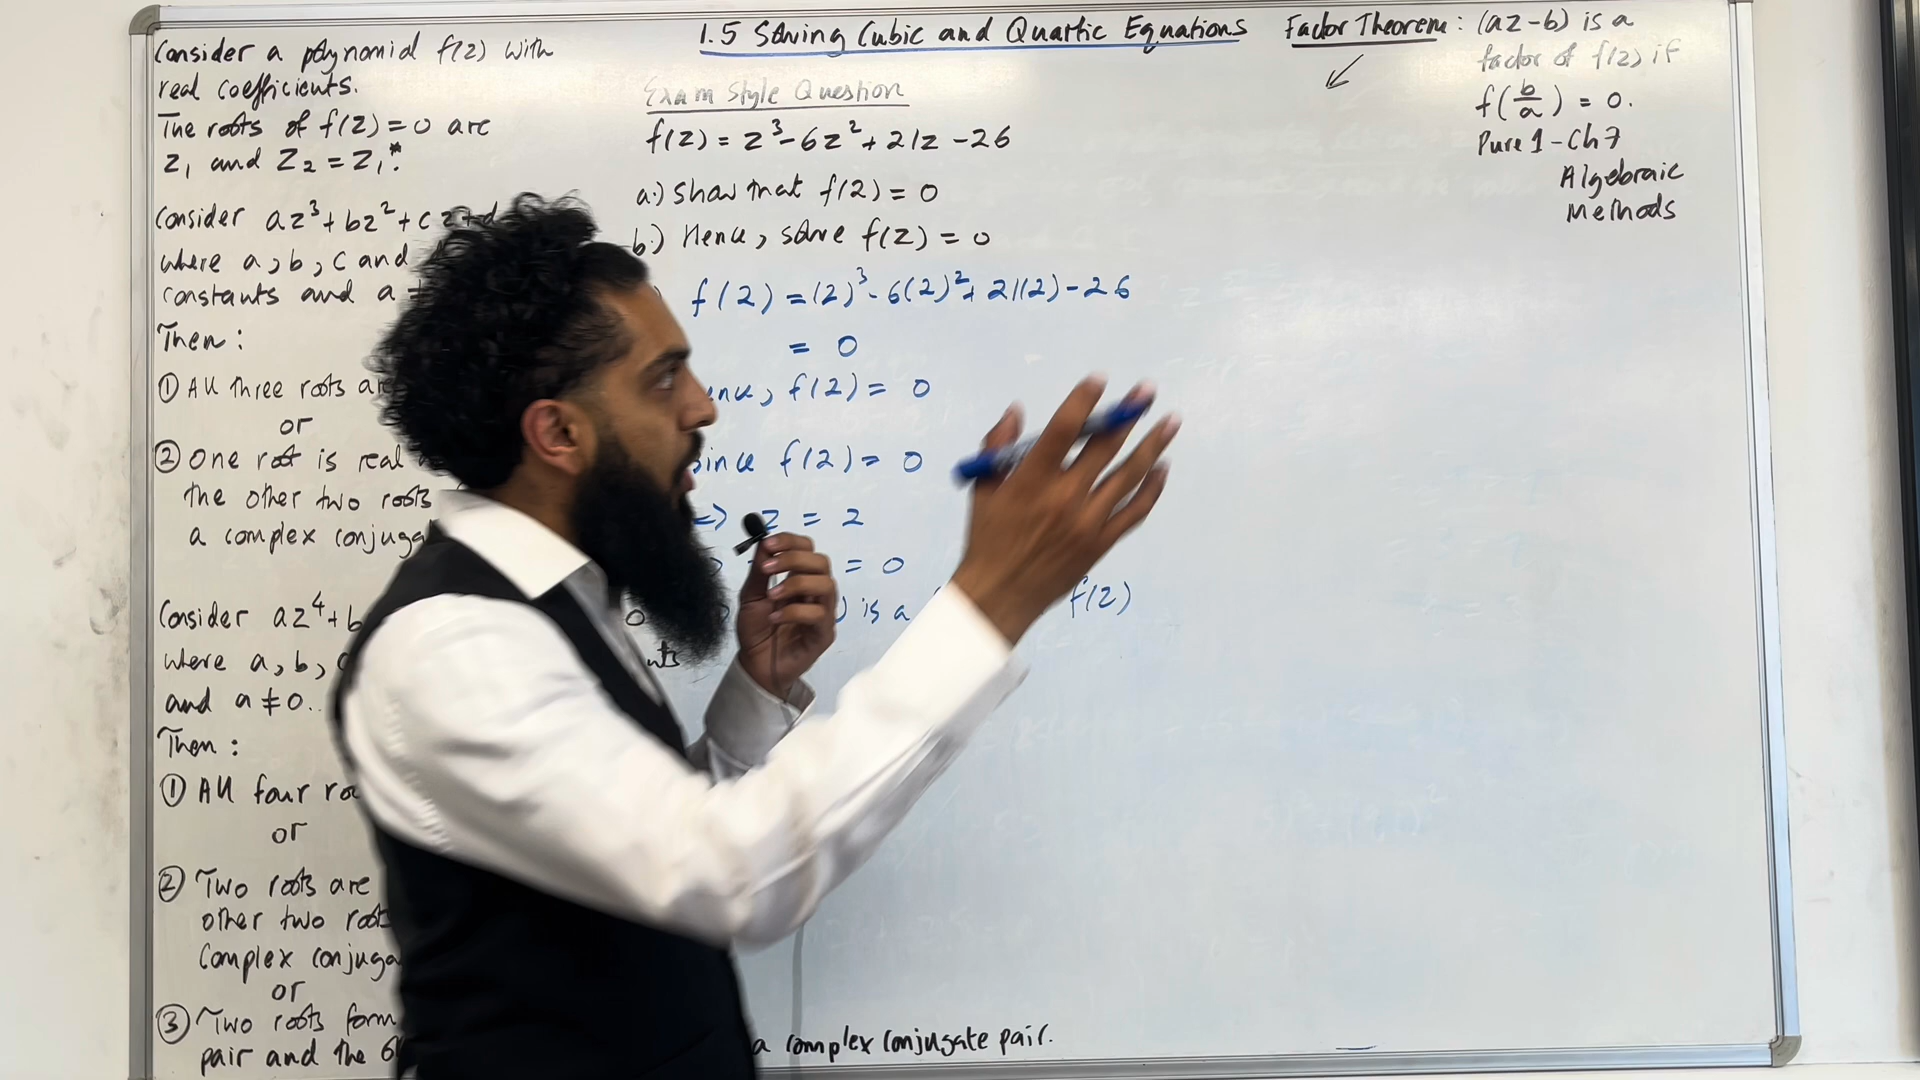 1.5 Solving Cubic and Quartic Equations
Consider a polynomial f(z) with
real coefficients.
The roots of f(z) = 0 are
z₁ and z₂ = z₁*.
Consider az³ + bz² + cz + d
where a, b, c and
constants and a ≠
Then :
① All three roots are
or
② One root is real
the other two roots
a complex conjuga
Consider az⁴ + b
where a, b,
and a ≠ 0.
Then :
① All four ro
or
② Two roots are
other two roots
complex conjuga
or
③ Two roots form
pair and the
a complex conjugate pair.
Exam Style Question
f(z) = z³ - 6z² + 21z - 26
a.) Show that f(2) = 0
b.) Hence, solve f(z) = 0
f(2) = (2)³ - 6(2)² + 21(2) - 26
= 0
ence, f(2) = 0
since f(2) = 0
=> z = 2
= 0
) is a f(z)
nts
Factor Theorem : (az - b) is a
factor of f(z) if
f(b/a) = 0.
Pure 1 - Ch 7
Algebraic
Methods